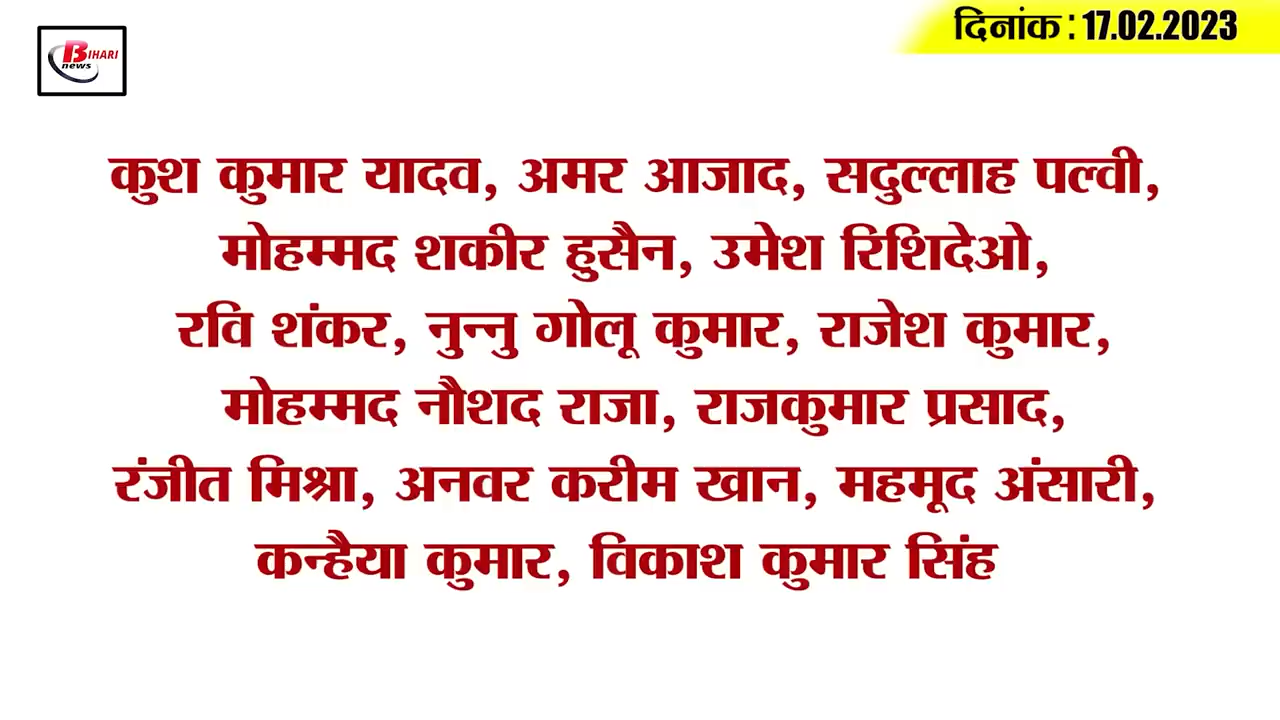 BIHARI
news
दिनांक : 17.02.2023
कुश कुमार यादव, अमर आजाद, सदुल्लाह पल्वी,
मोहम्मद शकीर हुसैन, उमेश रिशिदेओ,
रवि शंकर, नुन्नु गोलू कुमार, राजेश कुमार,
मोहम्मद नौशद राजा, राजकुमार प्रसाद,
रंजीत मिश्रा, अनवर करीम खान, महमूद अंसारी,
कन्हैया कुमार, विकाश कुमार सिंह